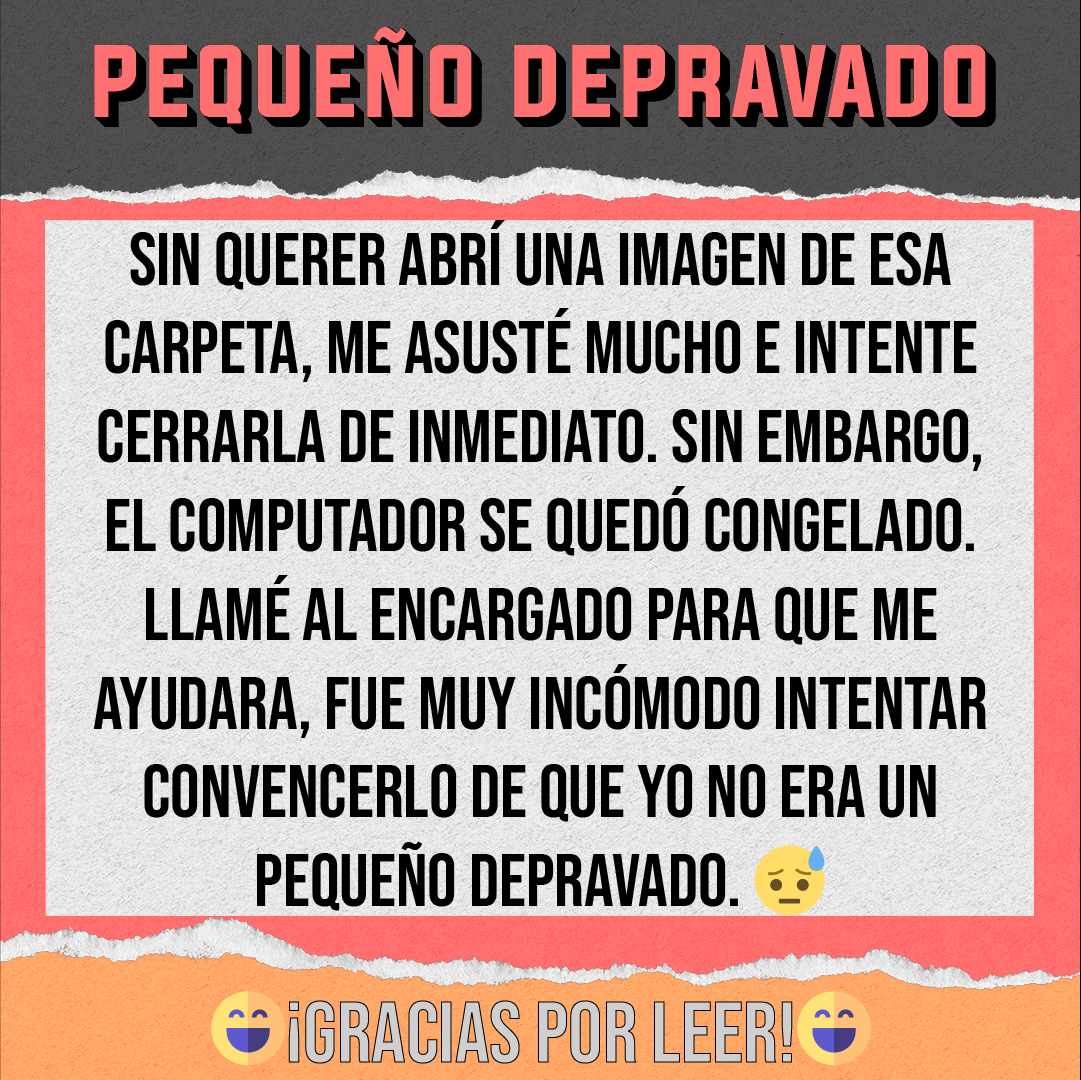 PEQUEÑO DEPRAVADO
SIN QUERER ABRÍ UNA IMAGEN DE ESA
CARPETA, ME ASUSTÉ MUCHO E INTENTE
CERRARLA DE INMEDIATO. SIN EMBARGO,
EL COMPUTADOR SE QUEDÓ CONGELADO.
LLAMÉ AL ENCARGADO PARA QUE ME
AYUDARA, FUE MUY INCÓMODO INTENTAR
CONVENCERLO DE QUE YO NO ERA UN
PEQUEÑO DEPRAVADO. 😓
😄¡GRACIAS POR LEER!😄